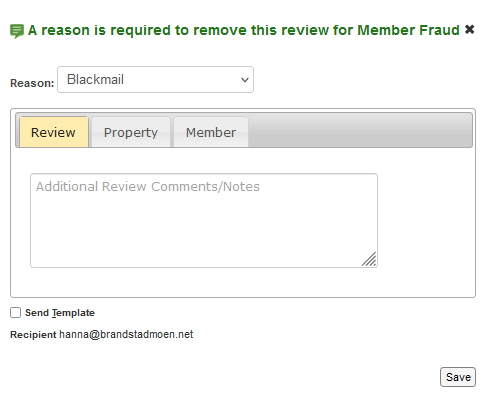 A reason is required to remove this review for Member Fraud ✖
Reason: Blackmail
Review Property Member
Additional Review Comments/Notes
Send Template
Recipient hanna@brandstadmoen.net
Save